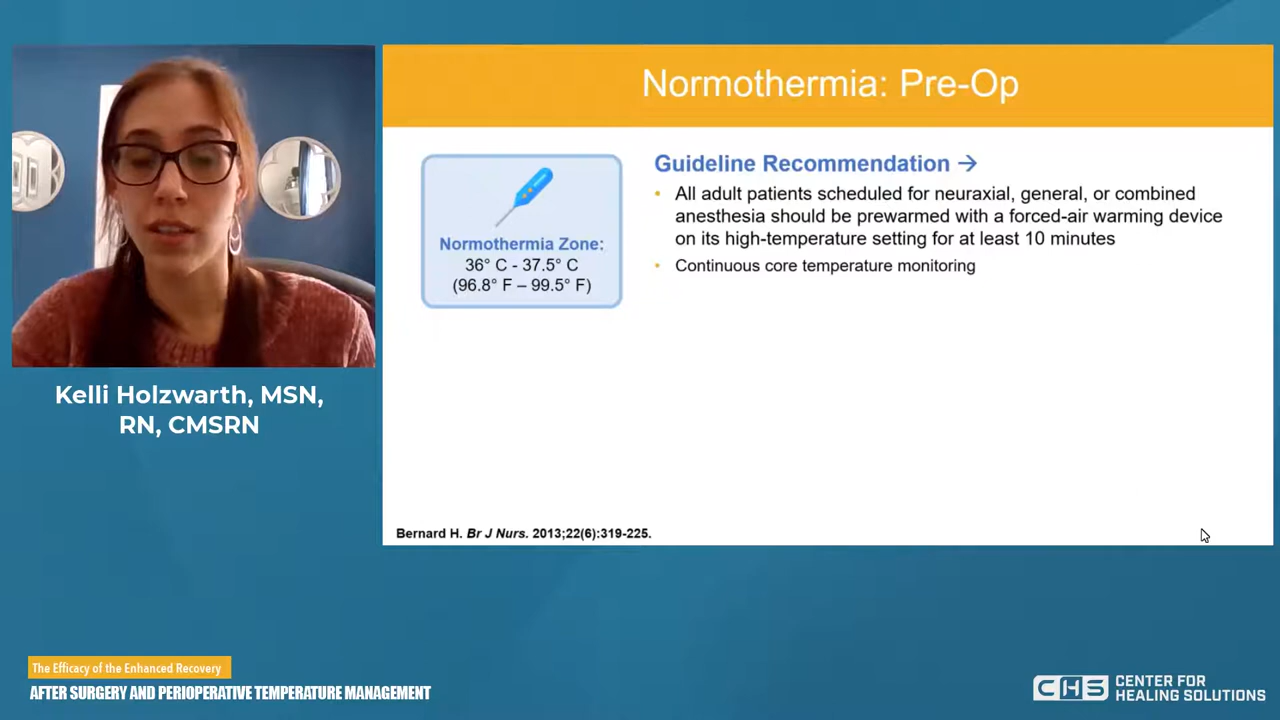 Normothermia: Pre-Op
Normothermia Zone:
36° C - 37.5° C
(96.8° F – 99.5° F)
Guideline Recommendation →
• All adult patients scheduled for neuraxial, general, or combined
anesthesia should be prewarmed with a forced-air warming device
on its high-temperature setting for at least 10 minutes
• Continuous core temperature monitoring
Bernard H. Br J Nurs. 2013;22(6):319-225.
Kelli Holzwarth, MSN,
RN, CMSRN
The Efficacy of the Enhanced Recovery
AFTER SURGERY AND PERIOPERATIVE TEMPERATURE MANAGEMENT
CHS
CENTER FOR
HEALING SOLUTIONS